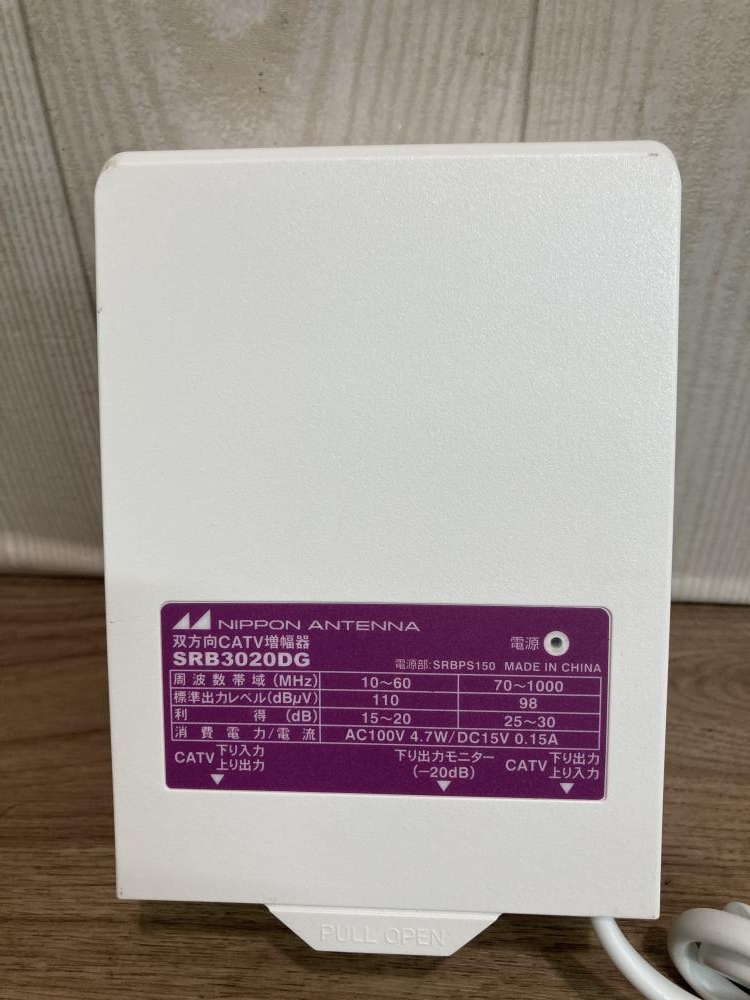 NIPPON ANTENNA
双方向CATV増幅器 電源
SRB3020DG 電源部:SRBPS150 MADE IN CHINA
周波数帯域(MHz) 10~60 70~1000
標準出力レベル(dBμV) 110 98
利得(dB) 15~20 25~30
消費電力/電流 AC100V 4.7W/DC15V 0.15A
CATV 下り入力 上り出力
下り出力モニター
(−20dB)
CATV 下り出力 上り入力
PULL OPEN